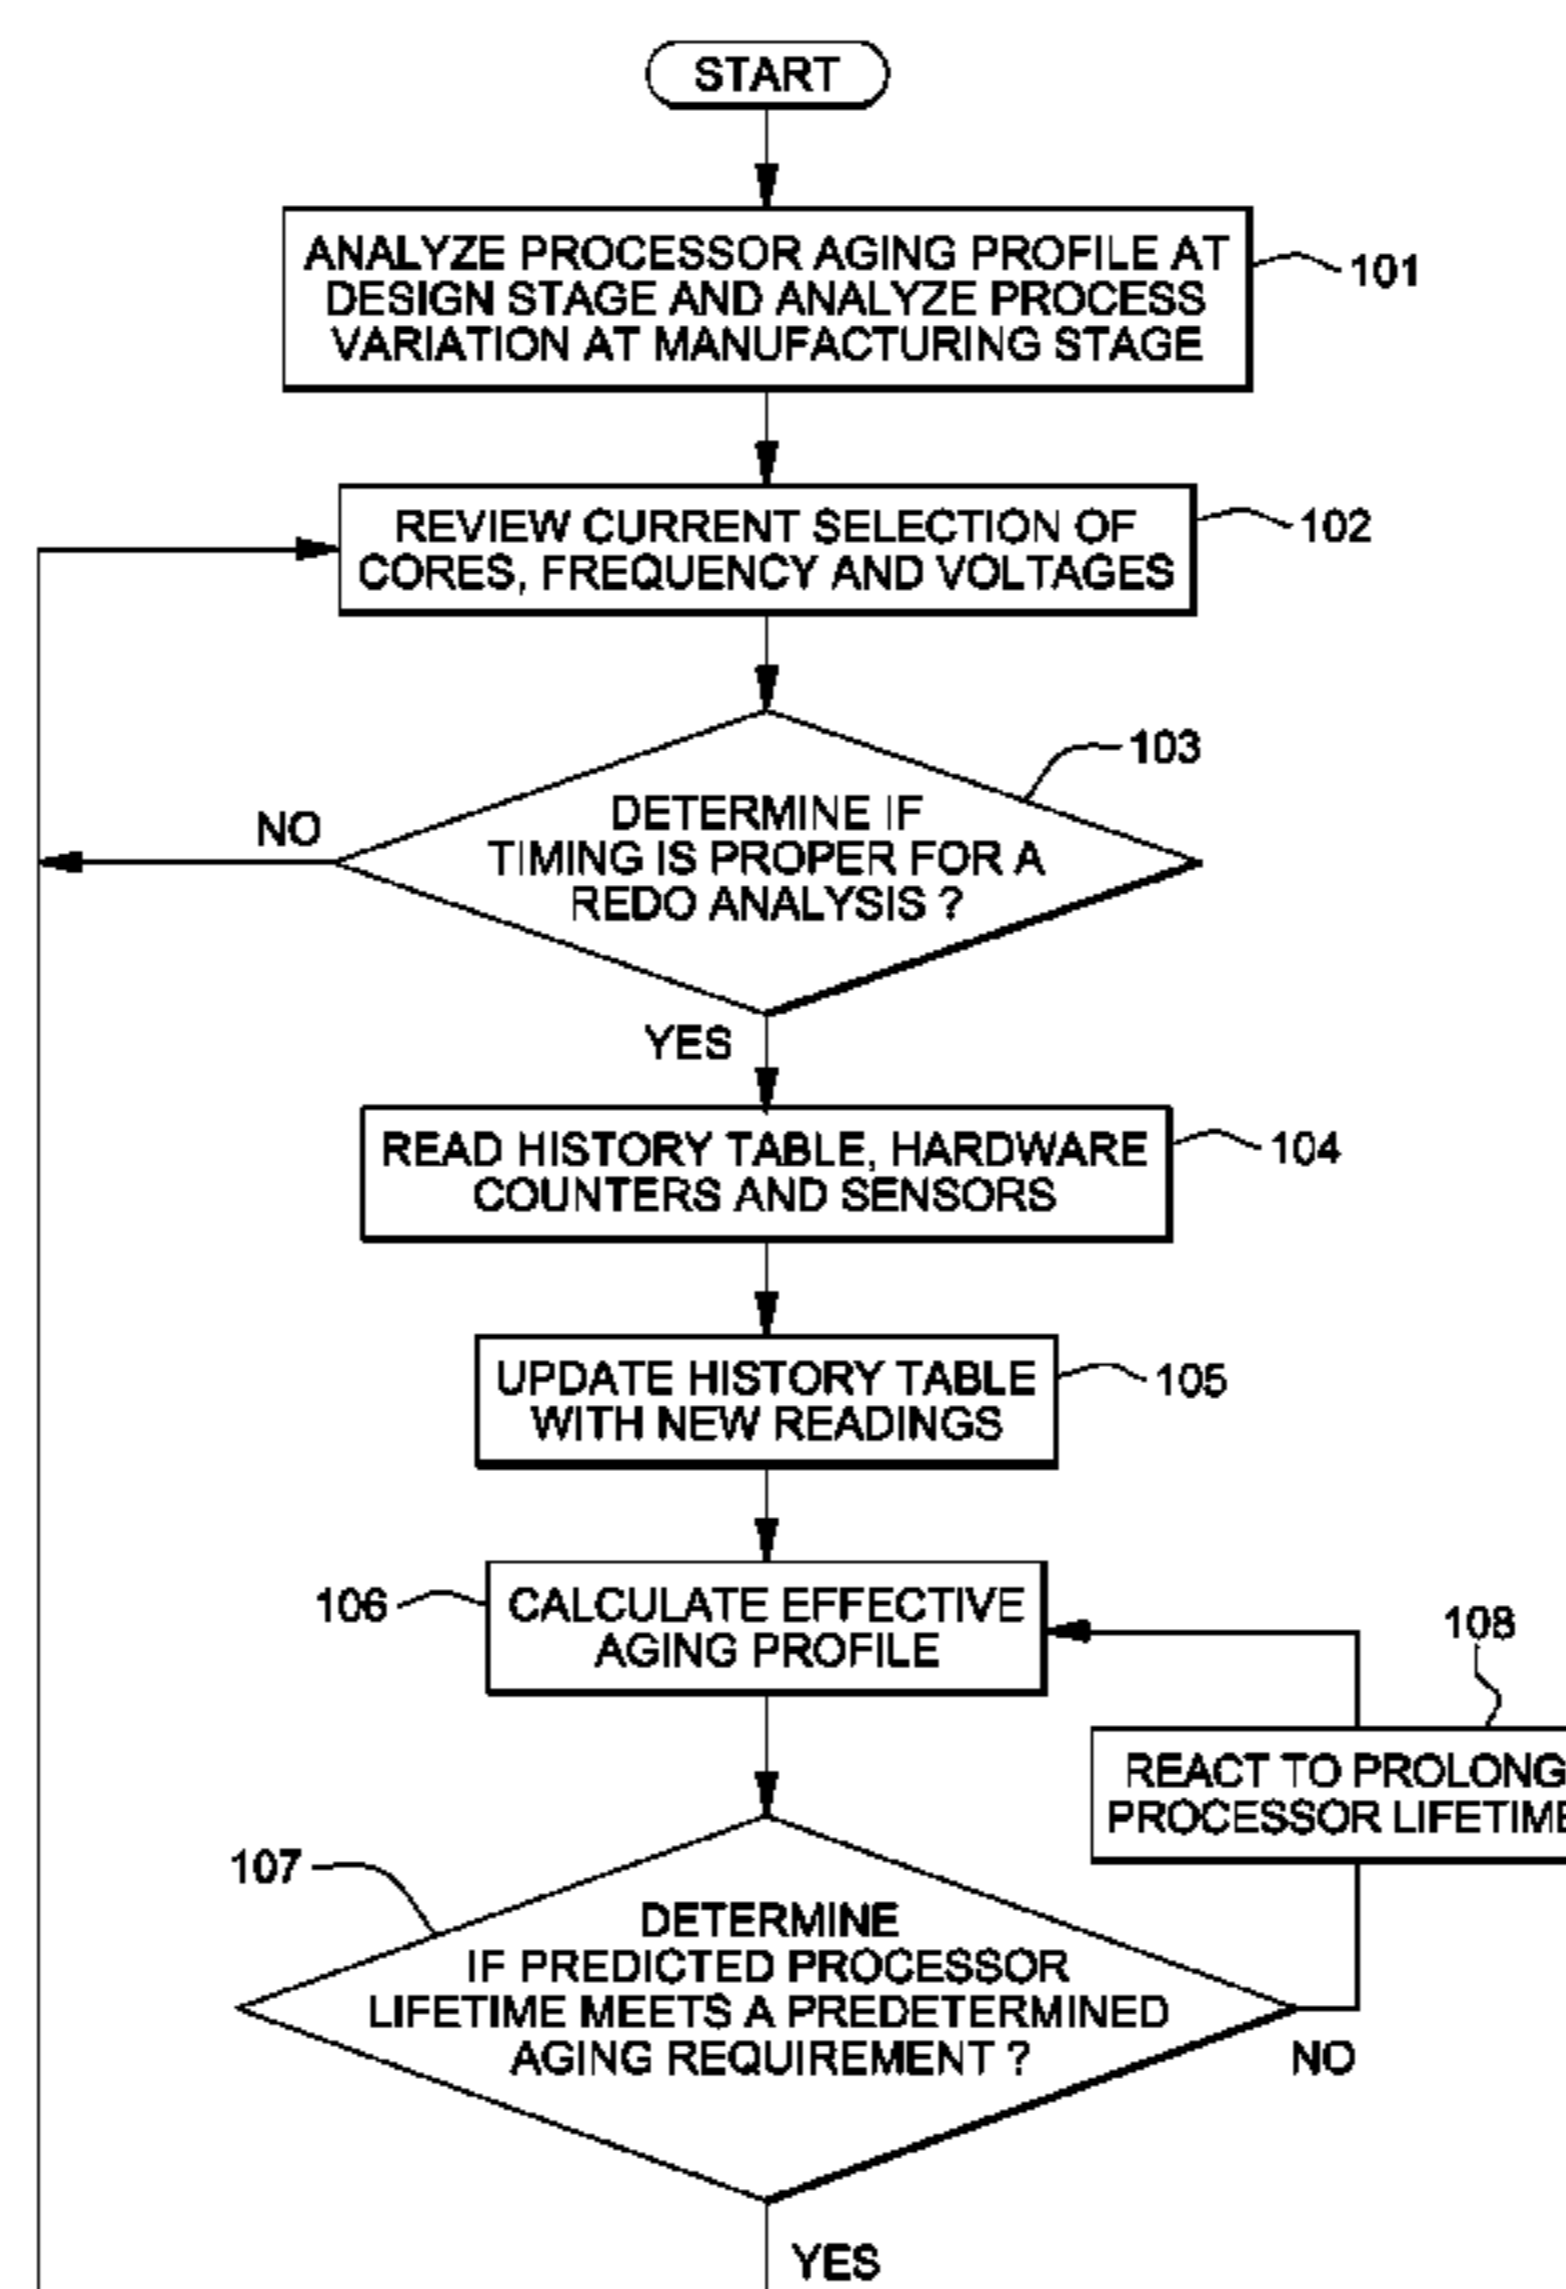 START
ANALYZE PROCESSOR AGING PROFILE AT
DESIGN STAGE AND ANALYZE PROCESS
VARIATION AT MANUFACTURING STAGE
101
REVIEW CURRENT SELECTION OF
CORES, FREQUENCY AND VOLTAGES
102
103
DETERMINE IF
TIMING IS PROPER FOR A
REDO ANALYSIS ?
NO
YES
READ HISTORY TABLE, HARDWARE
COUNTERS AND SENSORS
104
UPDATE HISTORY TABLE
WITH NEW READINGS
105
106
CALCULATE EFFECTIVE
AGING PROFILE
108
REACT TO PROLONG
PROCESSOR LIFETIME
107
DETERMINE
IF PREDICTED PROCESSOR
LIFETIME MEETS A PREDETERMINED
AGING REQUIREMENT ?
NO
YES